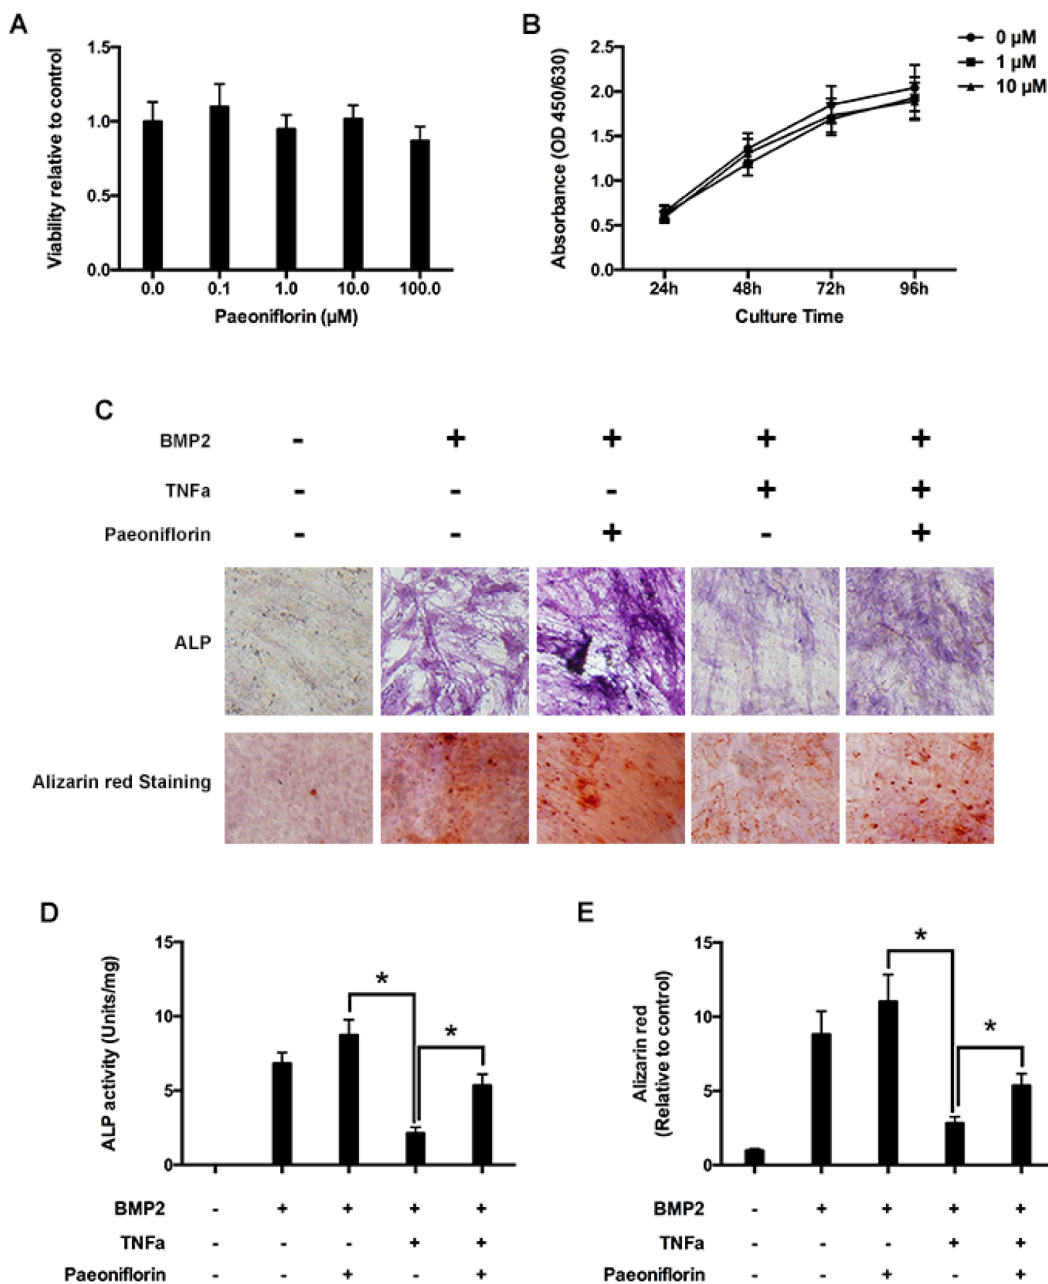 A
Viability relative to control
1.5
1.0
0.5
0.0
0.0 0.1 1.0 10.0 100.0
Paeoniflorin (µM)
B
Absorbance (OD 450/630)
2.5
2.0
1.5
1.0
0.5
0.0
24h 48h 72h 96h
Culture Time
0 µM
1 µM
10 µM
C
BMP2 - + + + +
TNFa - - - + +
Paeoniflorin - - + - +
ALP
Alizarin red Staining
D
ALP activity (Units/mg)
15
10
5
0
*
*
BMP2 - + + + +
TNFa - - - + +
Paeoniflorin - - + - +
E
Alizarin red
(Relative to control)
15
10
5
0
*
*
BMP2 - + + + +
TNFa - - - + +
Paeoniflorin - - + - +